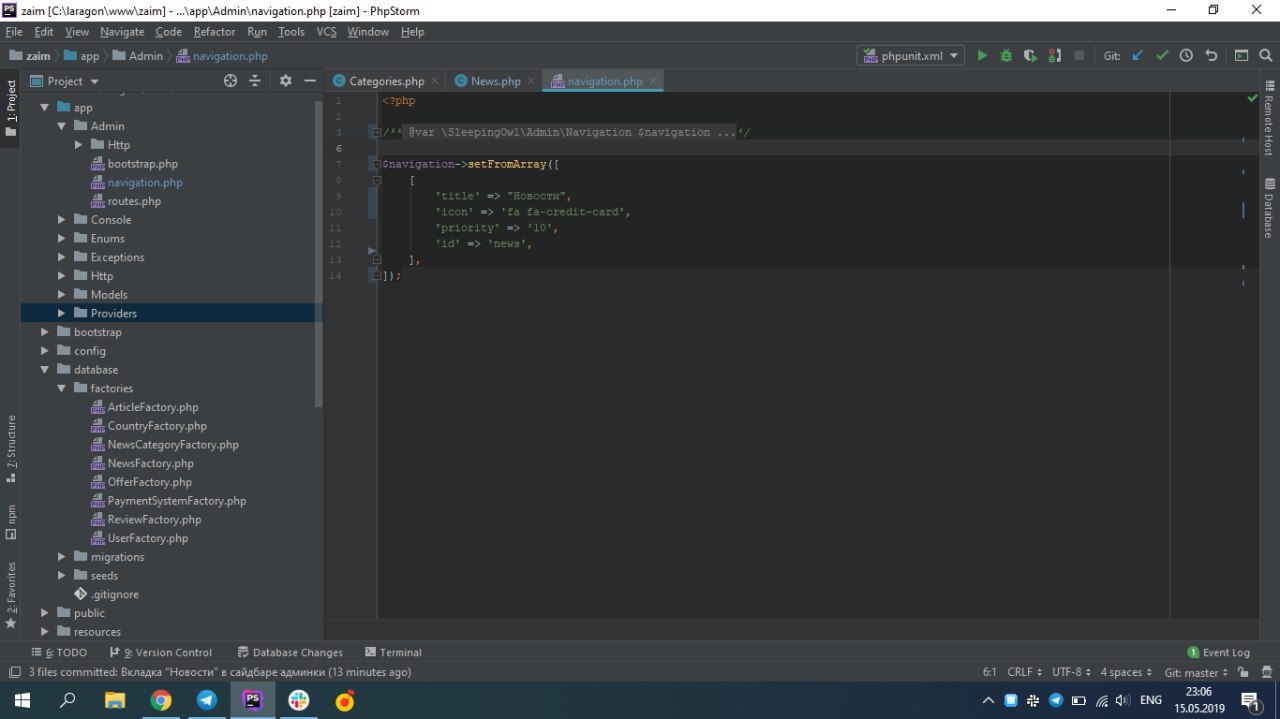 zaim [C:\laragon\www\zaim] - ...\app\Admin\navigation.php [zaim] - PhpStorm
File Edit View Navigate Code Refactor Run Tools VCS Window Help
zaim app Admin navigation.php phpunit.xml Git:
Project Categories.php News.php navigation.php
1: Project
7: Structure
npm
2: Favorites
app
Admin
Http
bootstrap.php
navigation.php
routes.php
Console
Enums
Exceptions
Http
Models
Providers
bootstrap
config
database
factories
ArticleFactory.php
CountryFactory.php
NewsCategoryFactory.php
NewsFactory.php
OfferFactory.php
PaymentSystemFactory.php
ReviewFactory.php
UserFactory.php
migrations
seeds
.gitignore
public
resources
1 <?php
2
3 /** @var \SleepingOwl\Admin\Navigation $navigation ...*/
6
7 $navigation->setFromArray([
8 [
9 'title' => "Новости",
10 'icon' => 'fa fa-credit-card',
11 'priority' => '10',
12 'id' => 'news',
13 ],
14 ]);
Remote Host
Database
6: TODO 9: Version Control Database Changes Terminal 1 Event Log
3 files committed: Вкладка "Новости" в сайдбаре админки (13 minutes ago) 6:1 CRLF UTF-8 4 spaces Git: master
PS ENG 23:06
15.05.2019 1